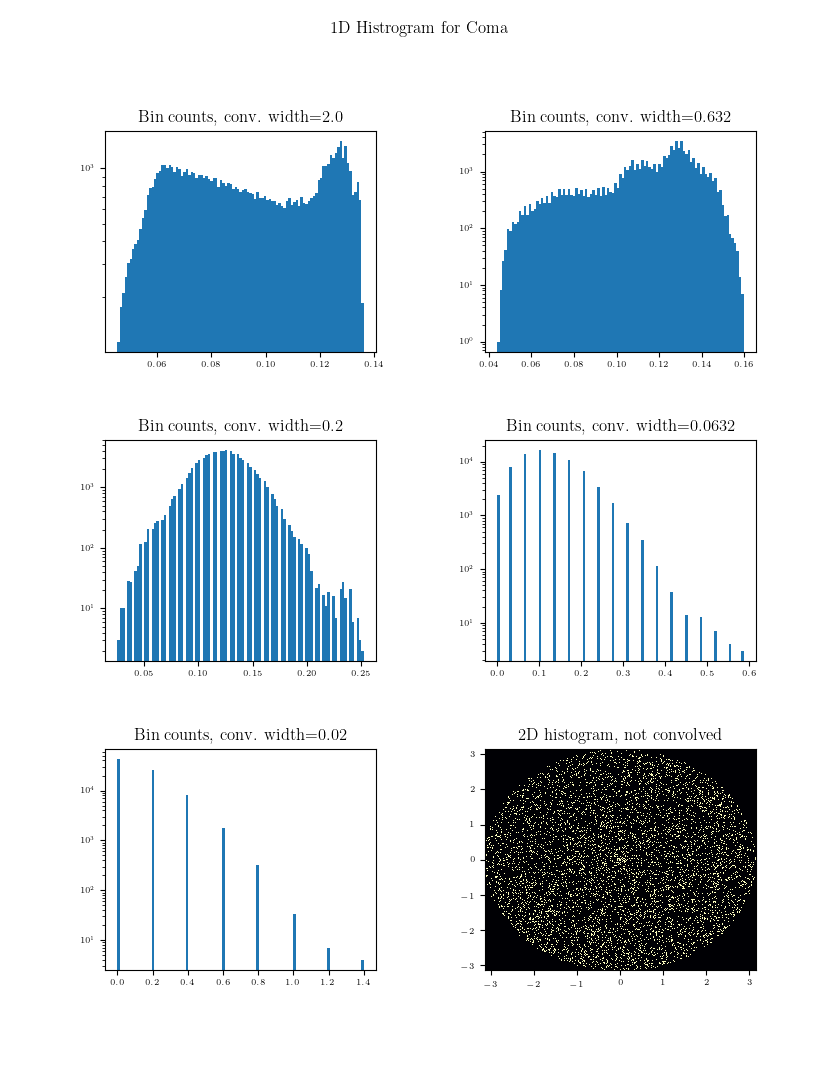 1D Histrogram for Coma
Bin counts, conv. width=2.0
10³
0.06 0.08 0.10 0.12 0.14
Bin counts, conv. width=0.632
10³
10²
10¹
10⁰
0.04 0.06 0.08 0.10 0.12 0.14 0.16
Bin counts, conv. width=0.2
10³
10²
10¹
0.05 0.10 0.15 0.20 0.25
Bin counts, conv. width=0.0632
10⁴
10³
10²
10¹
0.0 0.1 0.2 0.3 0.4 0.5 0.6
Bin counts, conv. width=0.02
10⁴
10³
10²
10¹
0.0 0.2 0.4 0.6 0.8 1.0 1.2 1.4
2D histogram, not convolved
3
2
1
0
−1
−2
−3
−3 −2 −1 0 1 2 3